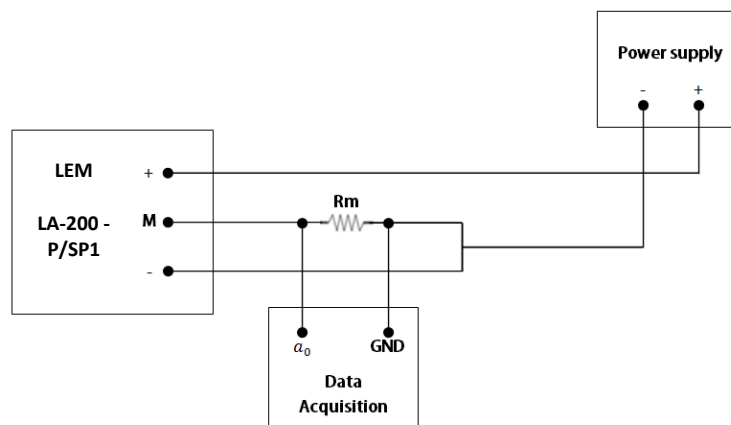 Power supply
- +
LEM
+
LA-200 -
P/SP1
M
-
Rm
a₀ GND
Data
Acquisition